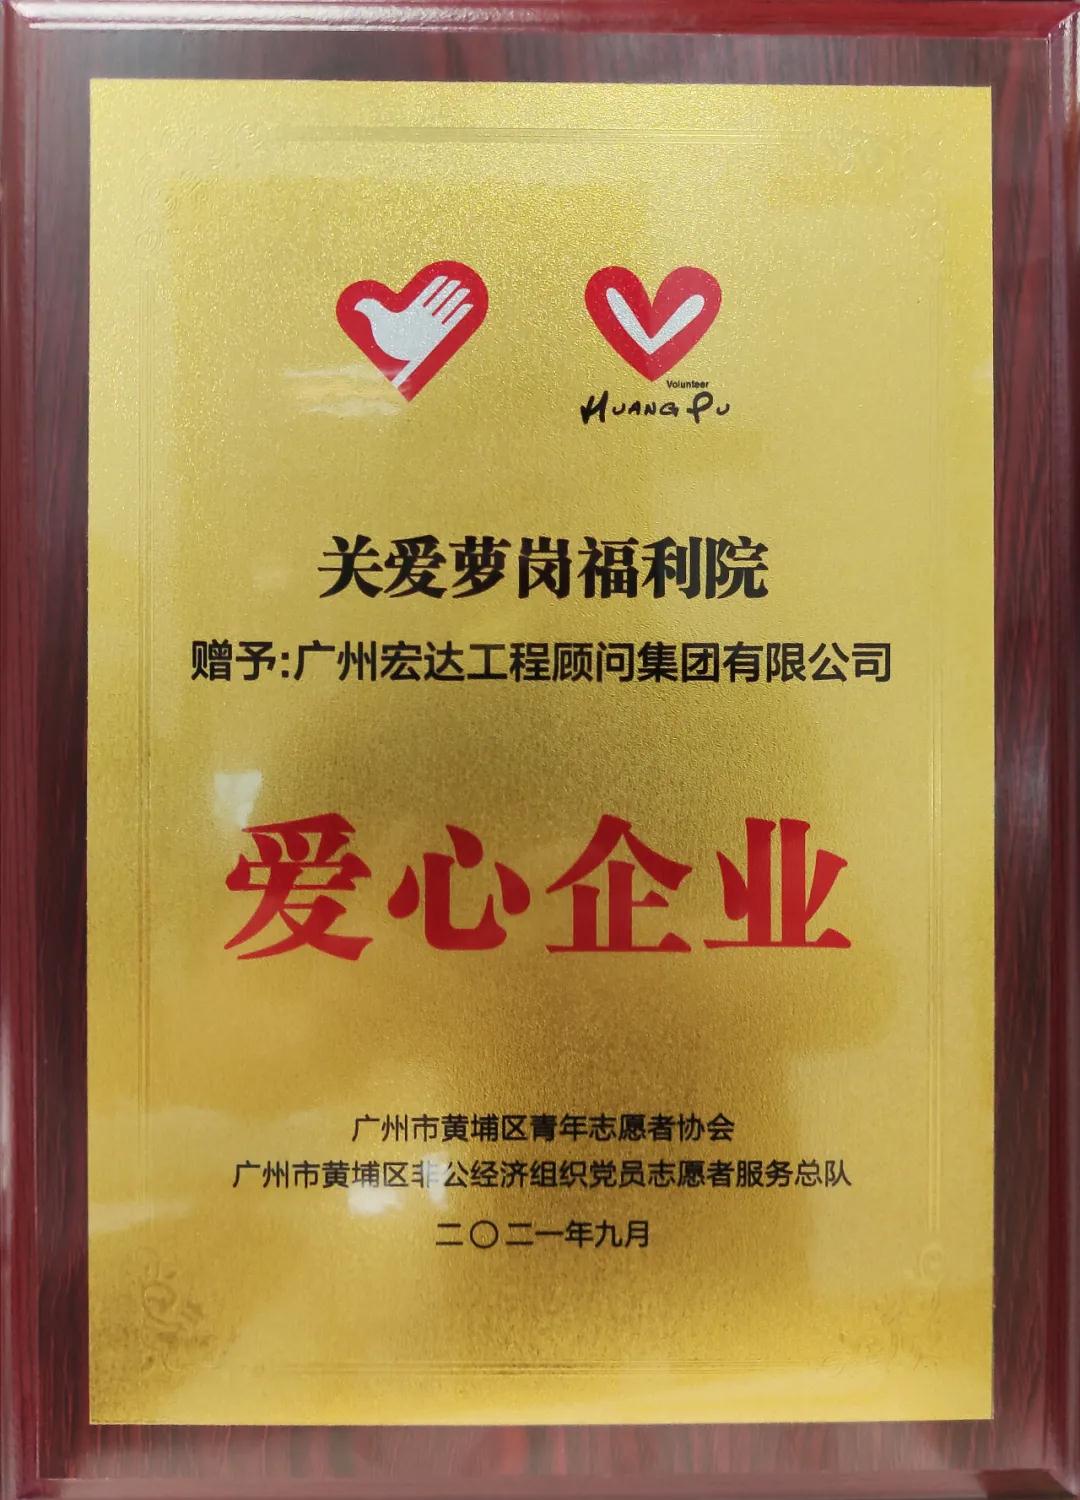 Volunteer
HUANG PU
关爱萝岗福利院
赠予:广州宏达工程顾问集团有限公司
爱心企业
广州市黄埔区青年志愿者协会
广州市黄埔区非公经济组织党员志愿者服务总队
二〇二一年九月